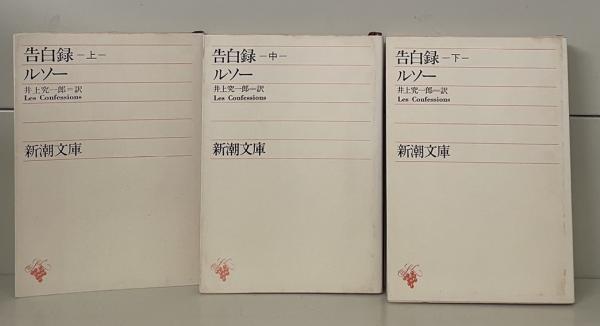 告白録 —上—
ルソー
井上究一郎=訳
Les Confessions
新潮文庫
告白録 —中—
ルソー
井上究一郎=訳
Les Confessions
新潮文庫
告白録 —下—
ルソー
井上究一郎=訳
Les Confessions
新潮文庫